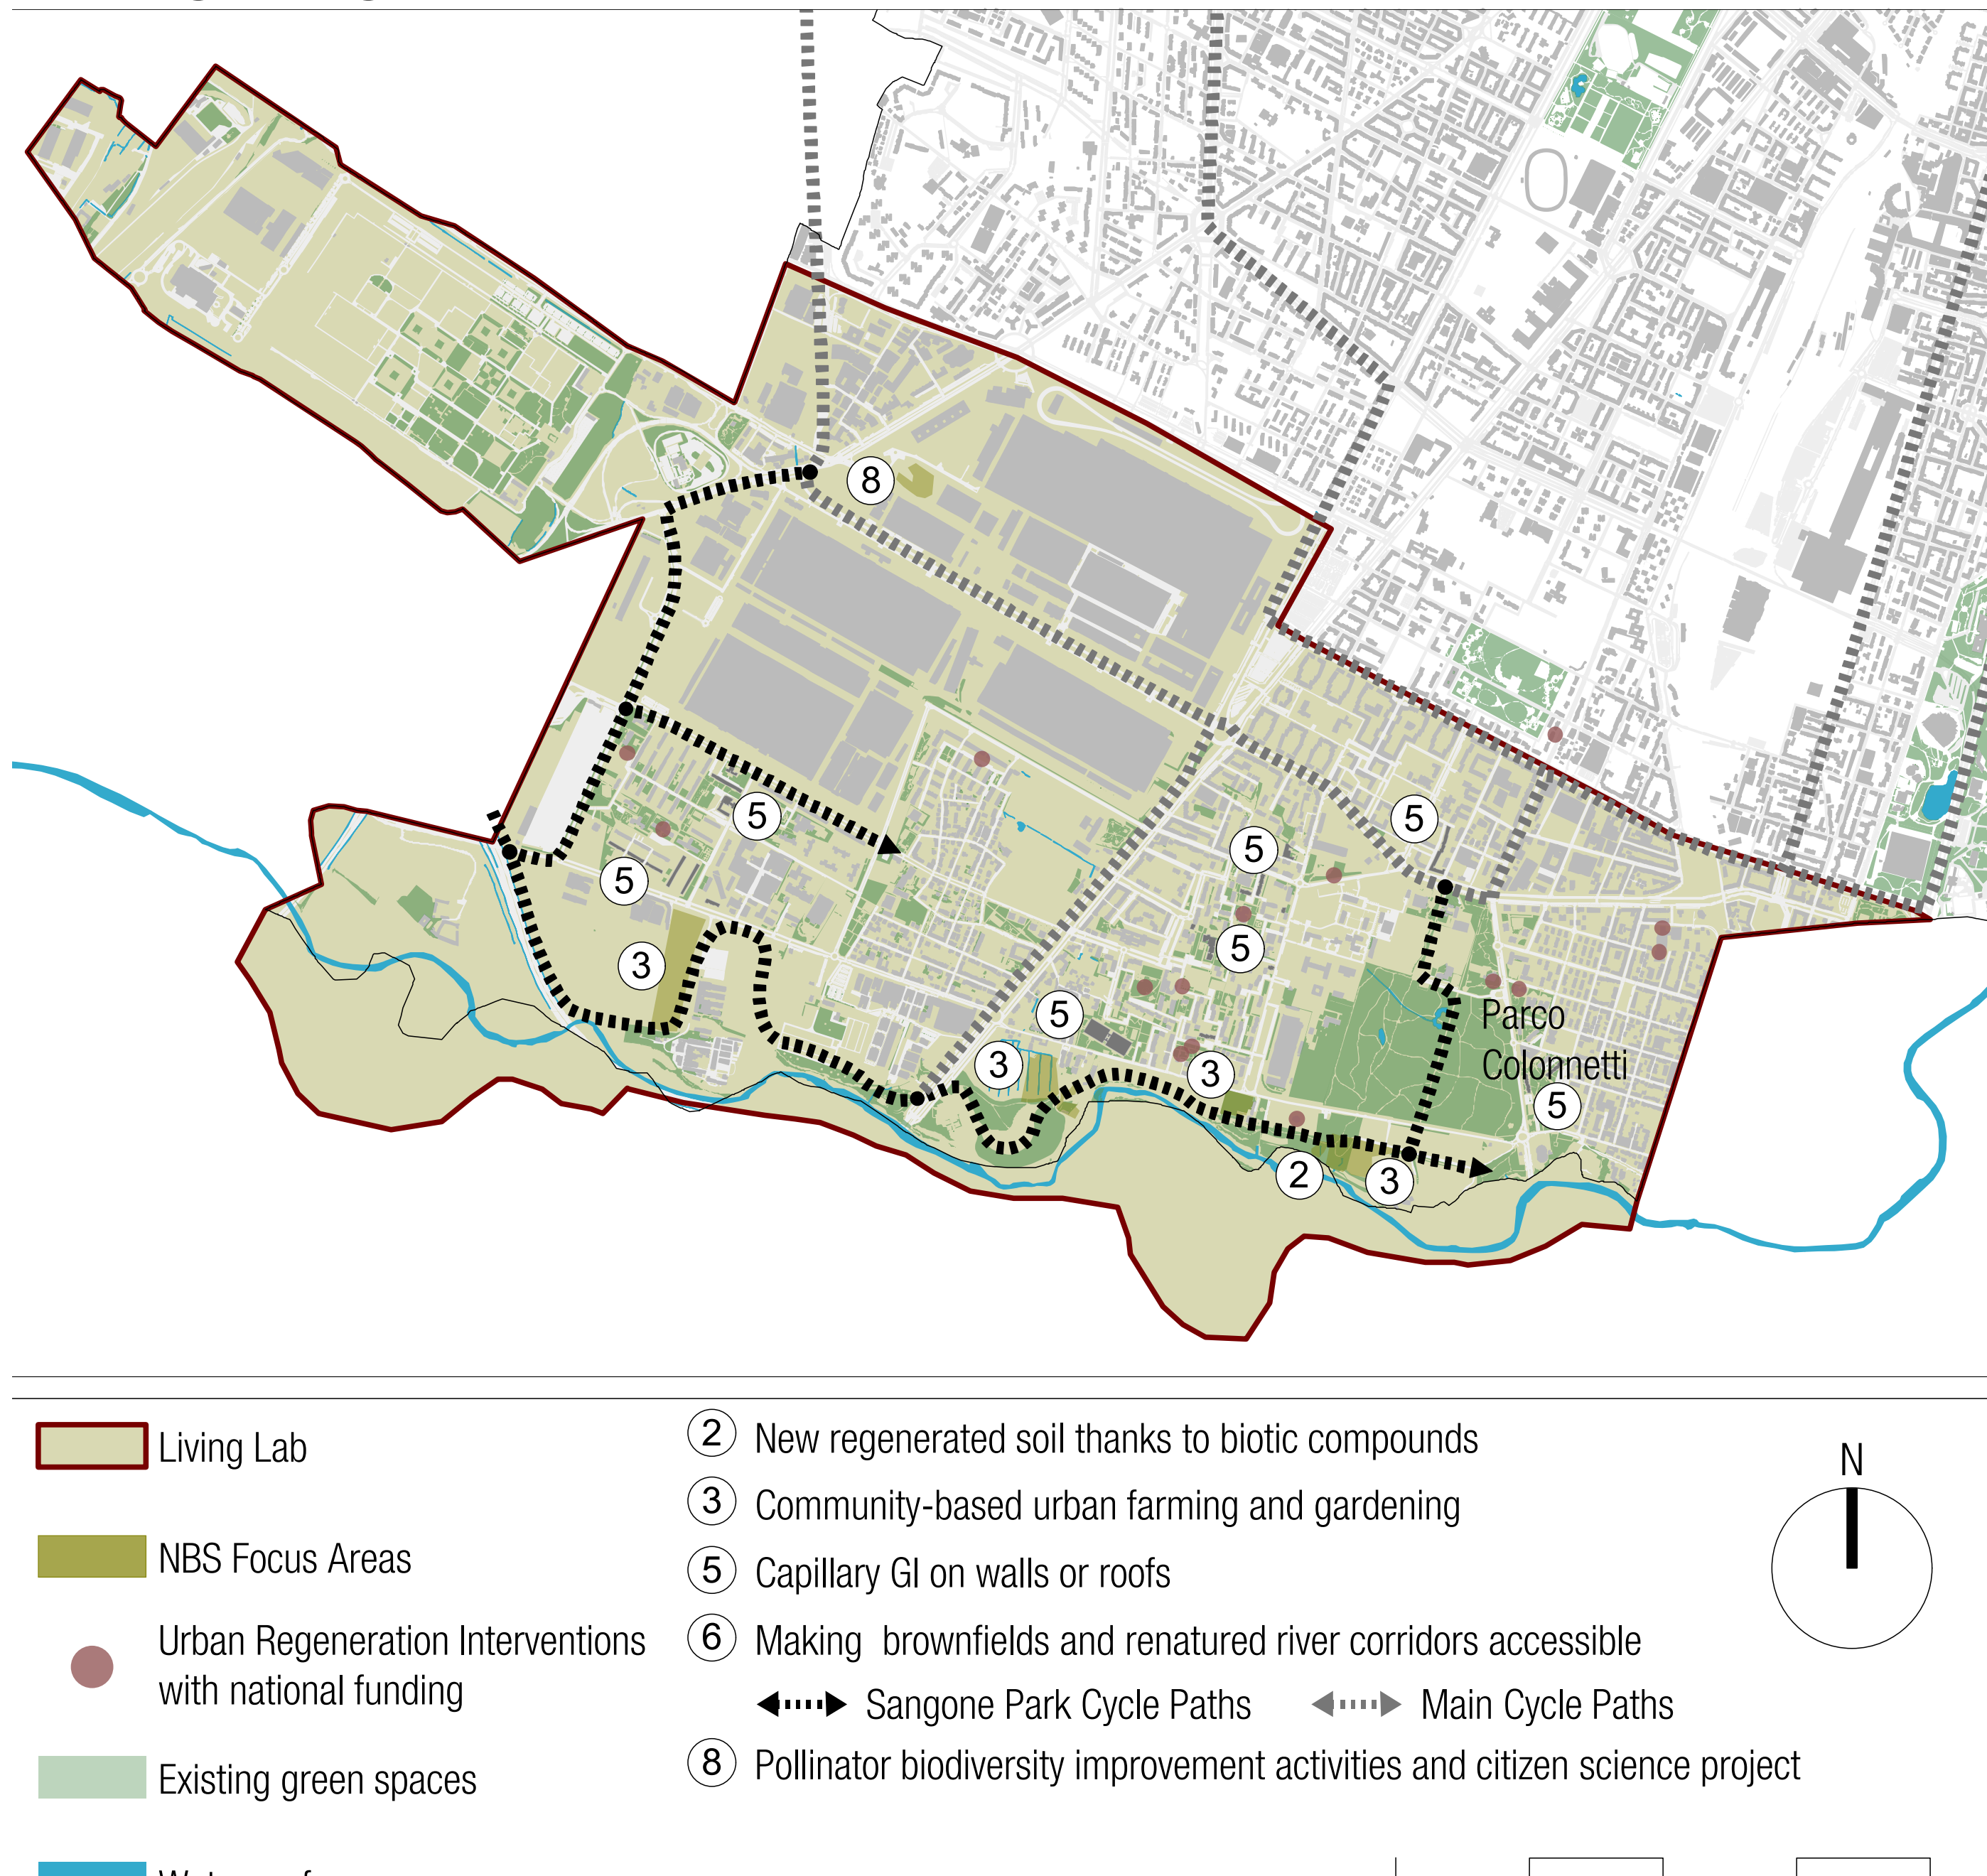 8
5
5
5
5
3
5
5
3
3
Parco
Colonnetti
5
2
3
Living Lab
NBS Focus Areas
Urban Regeneration Interventions
with national funding
Existing green spaces
2 New regenerated soil thanks to biotic compounds
3 Community-based urban farming and gardening
5 Capillary GI on walls or roofs
6 Making brownfields and renatured river corridors accessible
Sangone Park Cycle Paths Main Cycle Paths
8 Pollinator biodiversity improvement activities and citizen science project
N